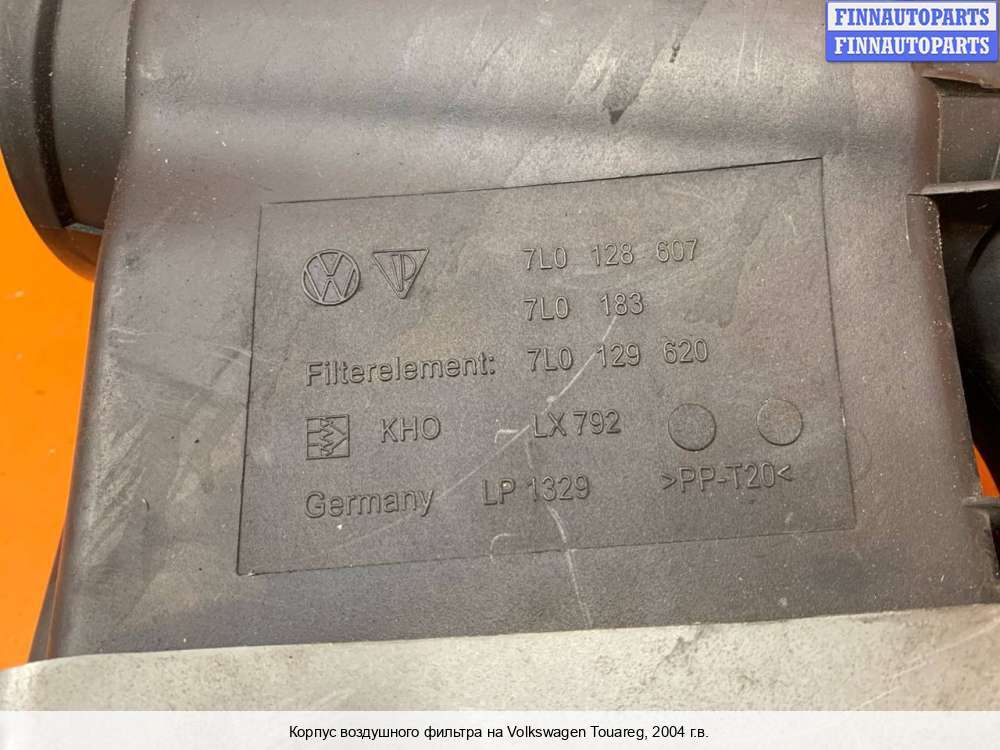 FINNAUTOPARTS
FINNAUTOPARTS
7L0 128 607
7L0 183
Filterelement: 7L0 129 620
KHO LX 792
Germany LP 1329 >PP-T20<
Корпус воздушного фильтра на Volkswagen Touareg, 2004 г.в.